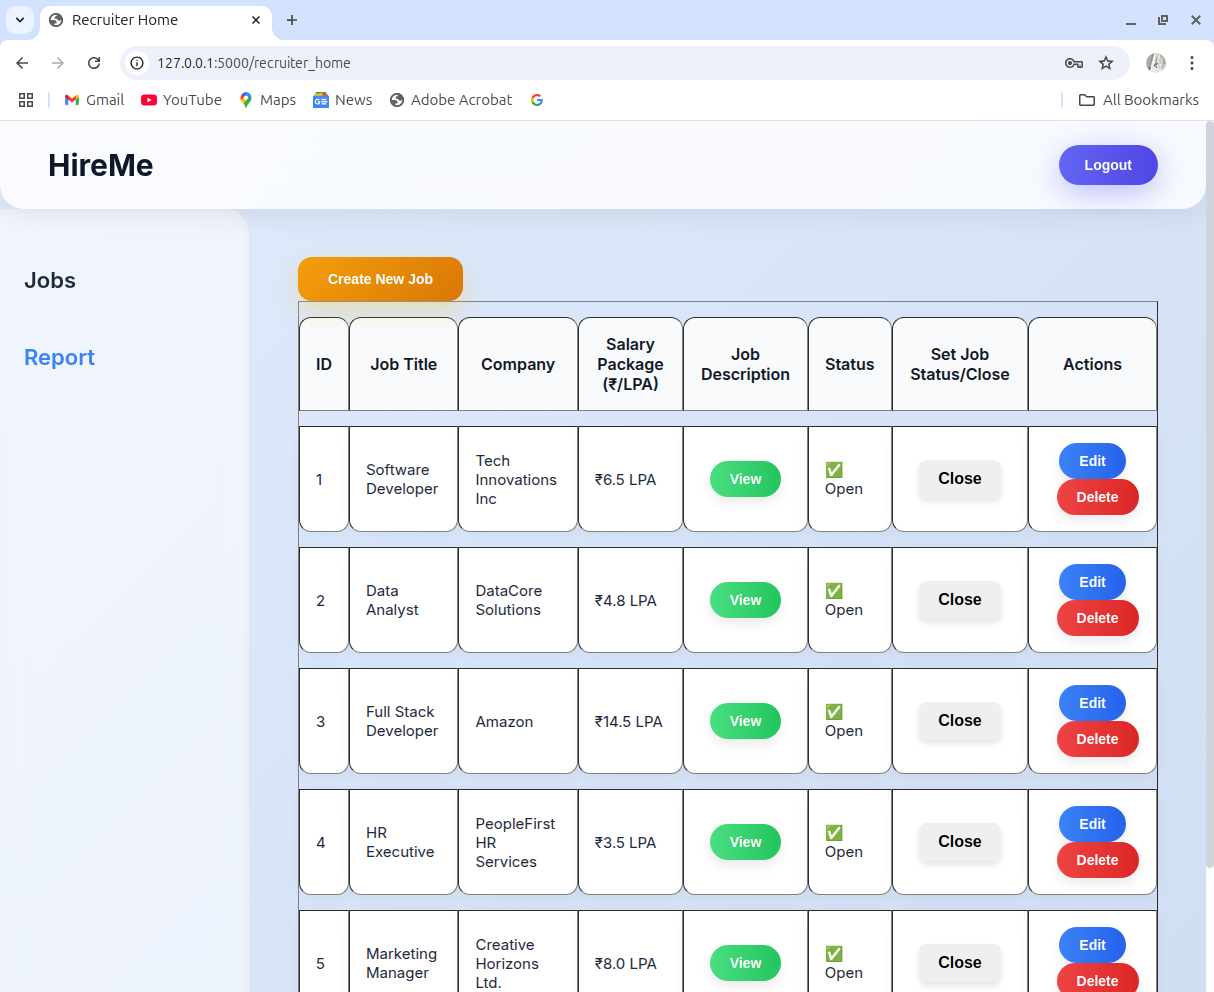 Recruiter Home
127.0.0.1:5000/recruiter_home
Gmail
YouTube
Maps
News
Adobe Acrobat
All Bookmarks
HireMe
Logout
Jobs
Report
Create New Job
ID
Job Title
Company
Salary
Package
(₹/LPA)
Job
Description
Status
Set Job
Status/Close
Actions
1
Software
Developer
Tech
Innovations
Inc
₹6.5 LPA
View
✅
Open
Close
Edit
Delete
2
Data
Analyst
DataCore
Solutions
₹4.8 LPA
View
✅
Open
Close
Edit
Delete
3
Full Stack
Developer
Amazon
₹14.5 LPA
View
✅
Open
Close
Edit
Delete
4
HR
Executive
PeopleFirst
HR
Services
₹3.5 LPA
View
✅
Open
Close
Edit
Delete
5
Marketing
Manager
Creative
Horizons
Ltd.
₹8.0 LPA
View
✅
Open
Close
Edit
Delete